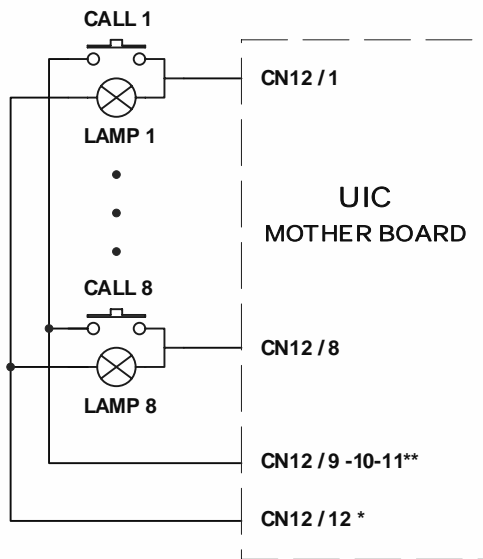 CALL 1
CN12 / 1
LAMP 1
UIC
MOTHER BOARD
CALL 8
CN12 / 8
LAMP 8
CN12 / 9 -10-11**
CN12 / 12 *